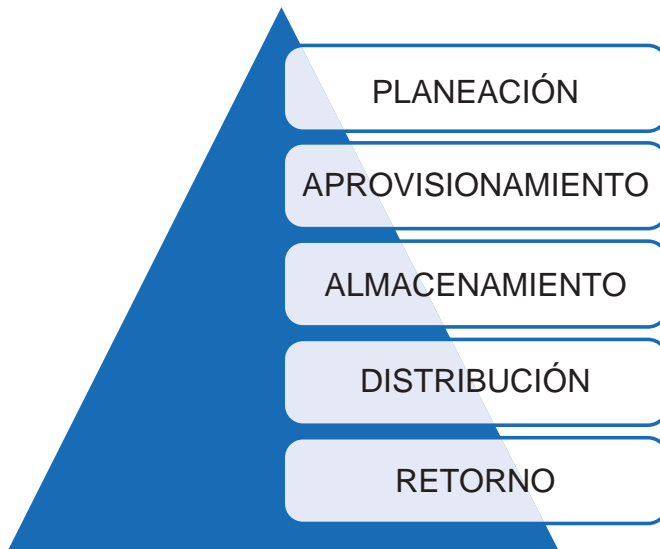 PLANEACIÓN
APROVISIONAMIENTO
ALMACENAMIENTO
DISTRIBUCIÓN
RETORNO